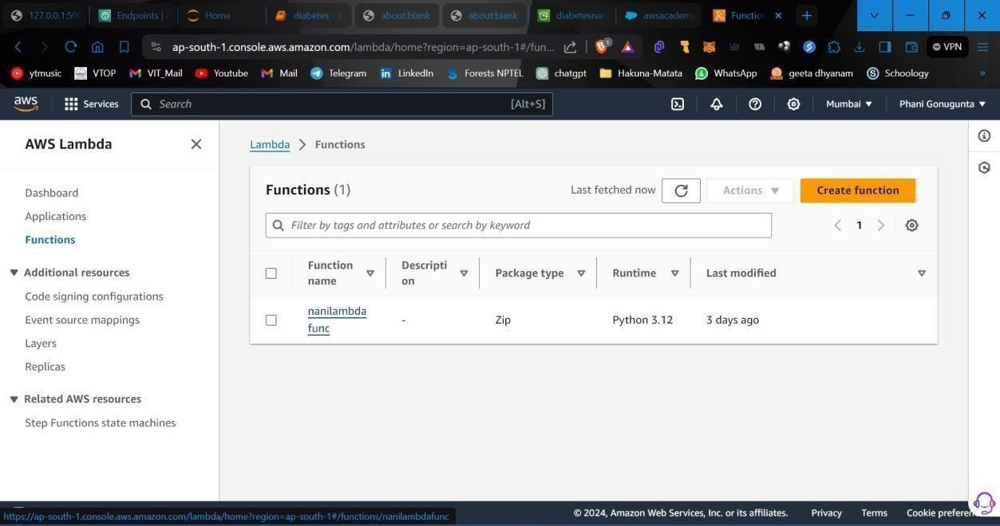 127.0.0.1:500
Endpoints | A
Home
diabetes - Ju
about:blank
about:blank
diabetesnan
awsacademy
Functio
ap-south-1.console.aws.amazon.com/lambda/home?region=ap-south-1#/fun...
1
VPN
ytmusic
VTOP
VIT_Mail
Youtube
Mail
Telegram
LinkedIn
Forests NPTEL
chatgpt
Hakuna-Matata
WhatsApp
geeta dhyanam
Schoology
»
aws
Services
Search
[Alt+S]
Mumbai
Phani Gonugunta
AWS Lambda
Dashboard
Applications
Functions
Additional resources
Code signing configurations
Event source mappings
Layers
Replicas
Related AWS resources
Step Functions state machines
Lambda > Functions
Functions (1)
Last fetched now
Actions
Create function
Filter by tags and attributes or search by keyword
1
Function
name
Descripti
on
Package type
Runtime
Last modified
nanilambda
func
-
Zip
Python 3.12
3 days ago
https://ap-south-1.console.aws.amazon.com/lambda/home?region=ap-south-1#/functions/nanilambdafunc
© 2024, Amazon Web Services, Inc. or its affiliates.
Privacy
Terms
Cookie preferen